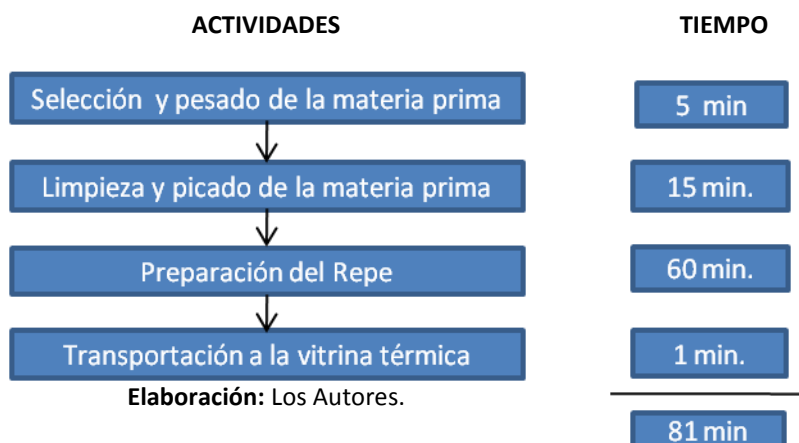 ACTIVIDADES TIEMPO
Selección y pesado de la materia prima 5 min
Limpieza y picado de la materia prima 15 min.
Preparación del Repe 60 min.
Transportación a la vitrina térmica 1 min.
Elaboración: Los Autores.
81 min